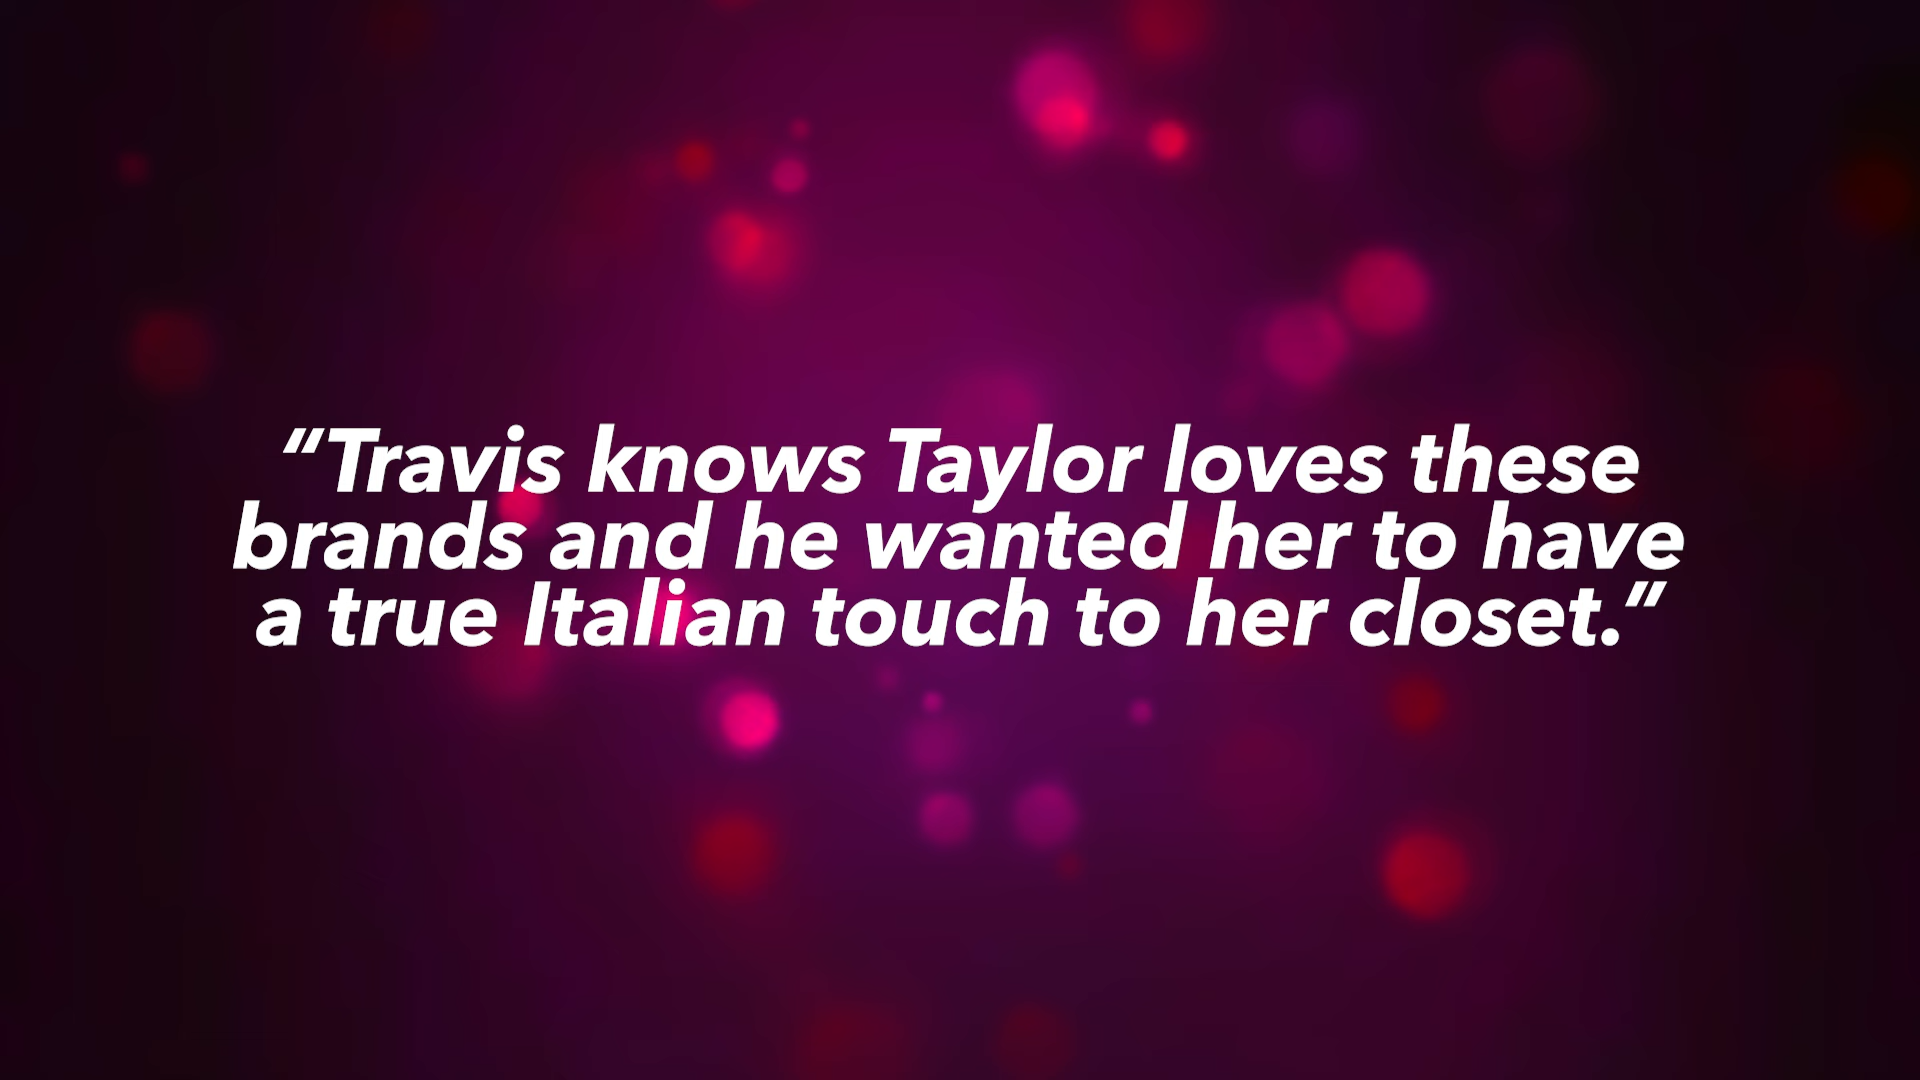 “Travis knows Taylor loves these
brands and he wanted her to have
a true Italian touch to her closet.”